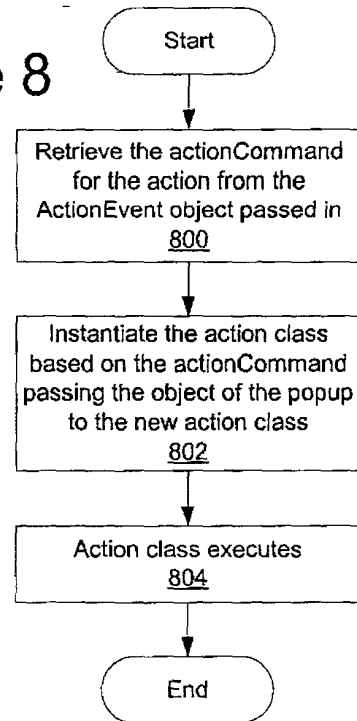 e 8
Start
Retrieve the actionCommand
for the action from the
ActionEvent object passed in
800
Instantiate the action class
based on the actionCommand
passing the object of the popup
to the new action class
802
Action class executes
804
End